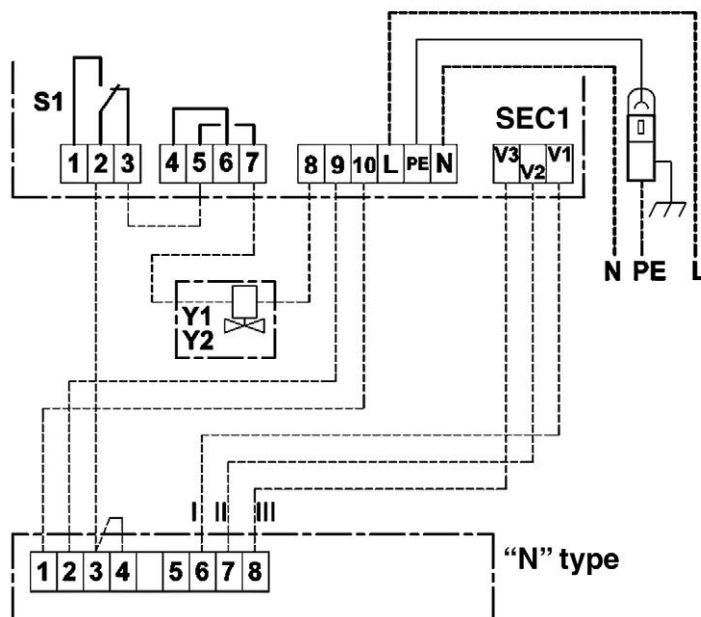 S1
SEC1
1 2 3
4 5 6 7
8 9 10 L PE N
V3 V2 V1
N PE L
Y1
Y2
I II III
"N" type
1 2 3 4 5 6 7 8